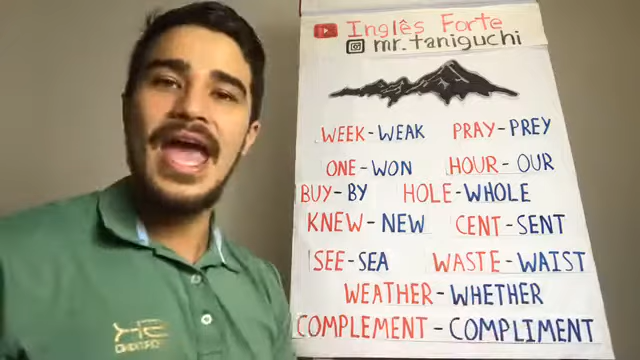 Inglês Forte
mr.taniguchi
WEEK-WEAK PRAY-PREY
ONE-WON HOUR-OUR
BUY-BY HOLE-WHOLE
KNEW-NEW CENT-SENT
SEE-SEA WASTE-WAIST
WEATHER-WHETHER
COMPLEMENT-COMPLIMENT